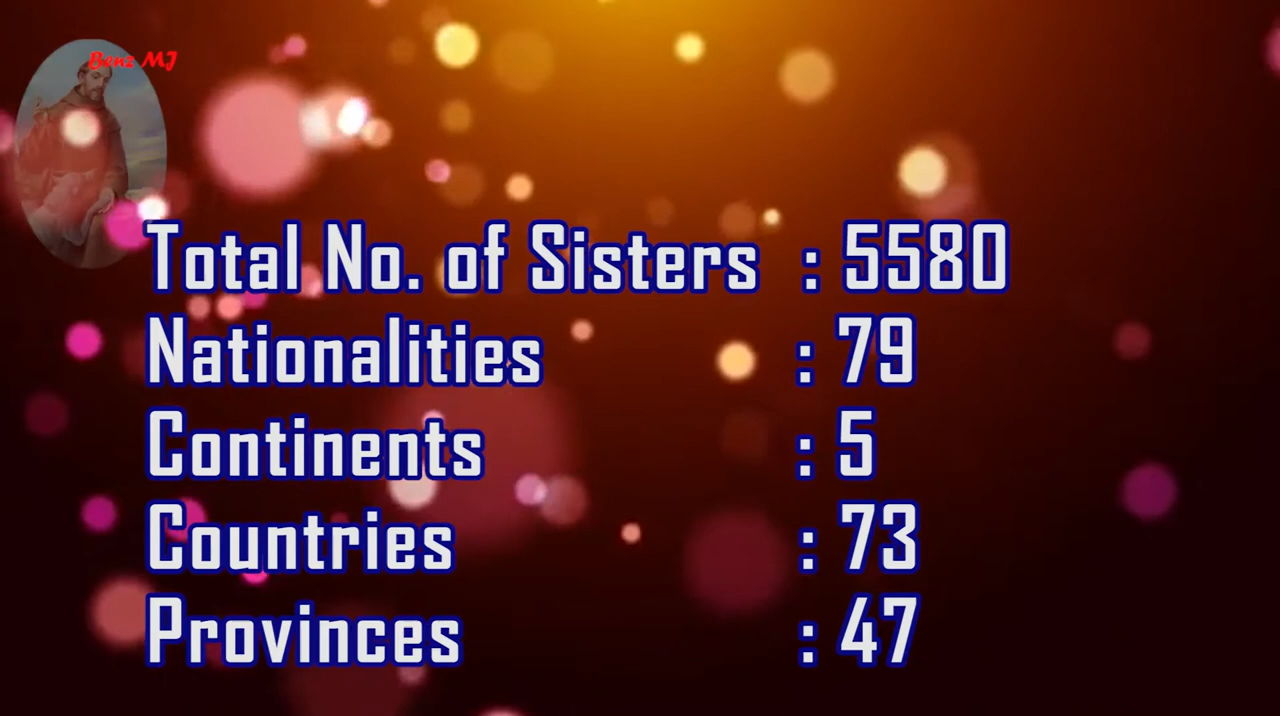 Benz MJ
Total No. of Sisters : 5580
Nationalities : 79
Continents : 5
Countries : 73
Provinces : 47